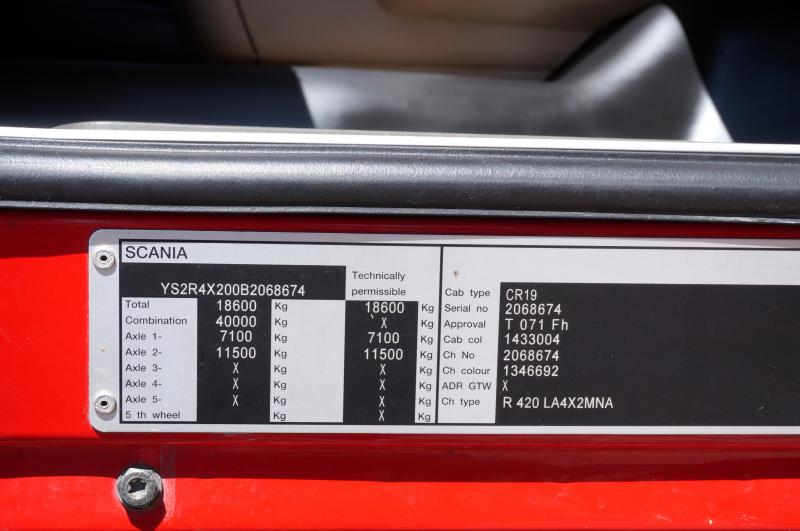 SCANIA
YS2R4X200B2068674
Technically
permissible
Total 18600 Kg 18600 Kg
Combination 40000 Kg X Kg
Axle 1- 7100 Kg 7100 Kg
Axle 2- 11500 Kg 11500 Kg
Axle 3- X Kg X Kg
Axle 4- X Kg X Kg
Axle 5- X Kg X Kg
5 th wheel Kg X Kg
Cab type CR19
Serial no 2068674
Approval T 071 Fh
Cab col 1433004
Ch No 2068674
Ch colour 1346692
ADR GTW X
Ch type R 420 LA4X2MNA